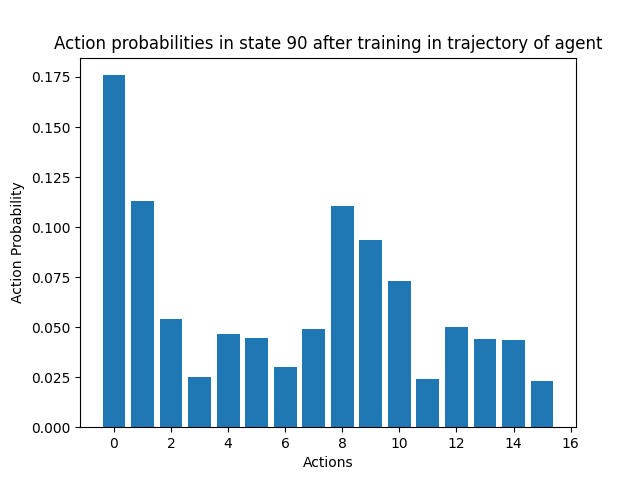 Action probabilities in state 90 after training in trajectory of agent
0.175
0.150
0.125
0.100
0.075
0.050
0.025
0.000
Action Probability
0 2 4 6 8 10 12 14 16
Actions